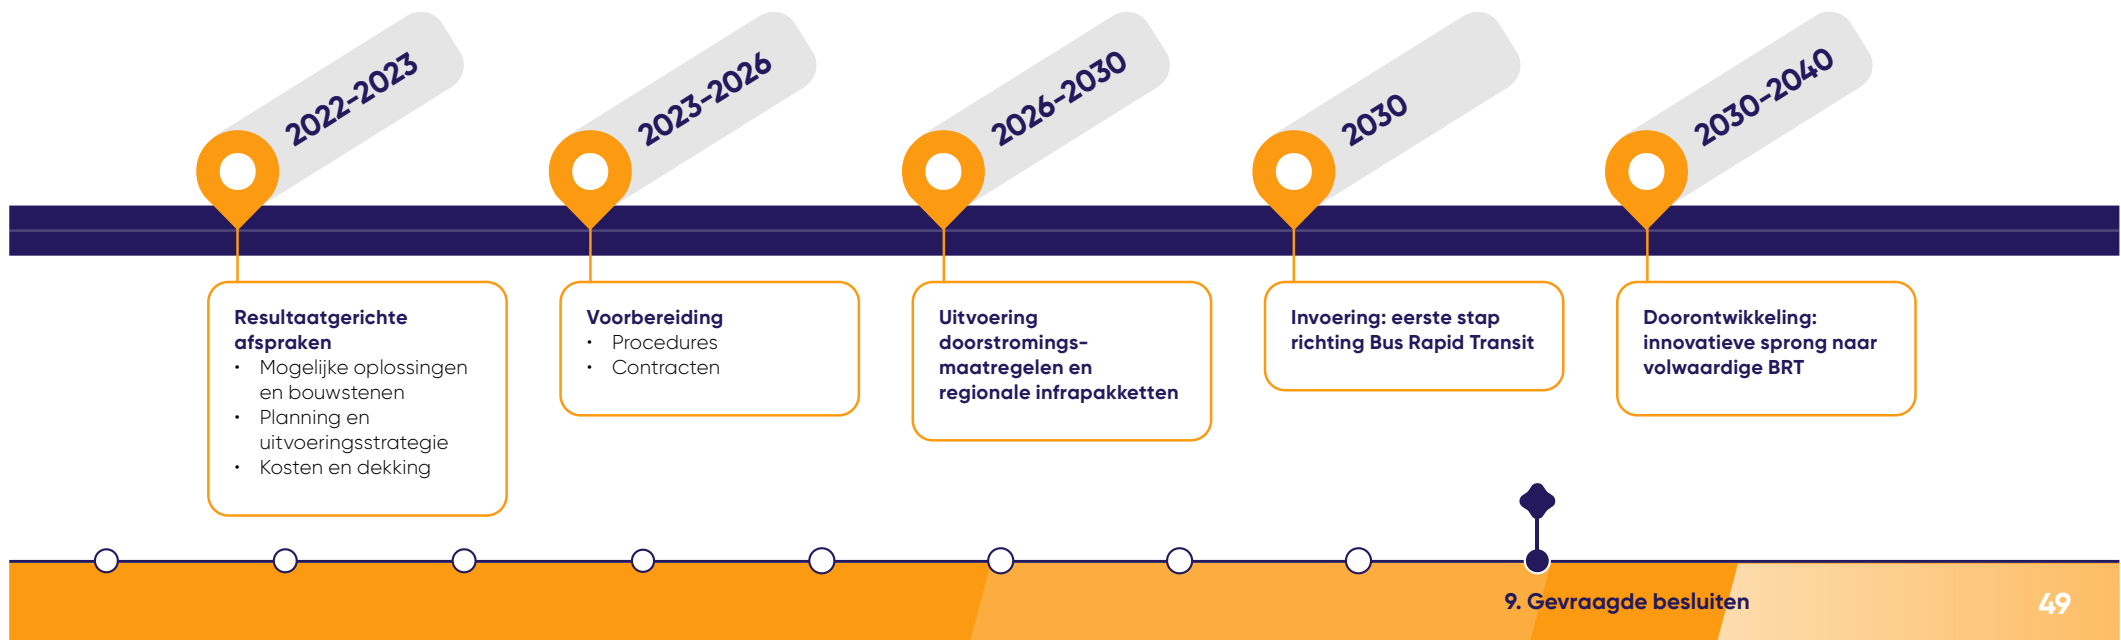 2022-2023
2023-2026
2026-2030
2030
2030-2040
Resultaatgerichte
afspraken
• Mogelijke oplossingen
en bouwstenen
• Planning en
uitvoeringsstrategie
• Kosten en dekking
Voorbereiding
• Procedures
• Contracten
Uitvoering
doorstromings-
maatregelen en
regionale infrapakketten
Invoering: eerste stap
richting Bus Rapid Transit
Doorontwikkeling:
innovatieve sprong naar
volwaardige BRT
9. Gevraagde besluiten
49